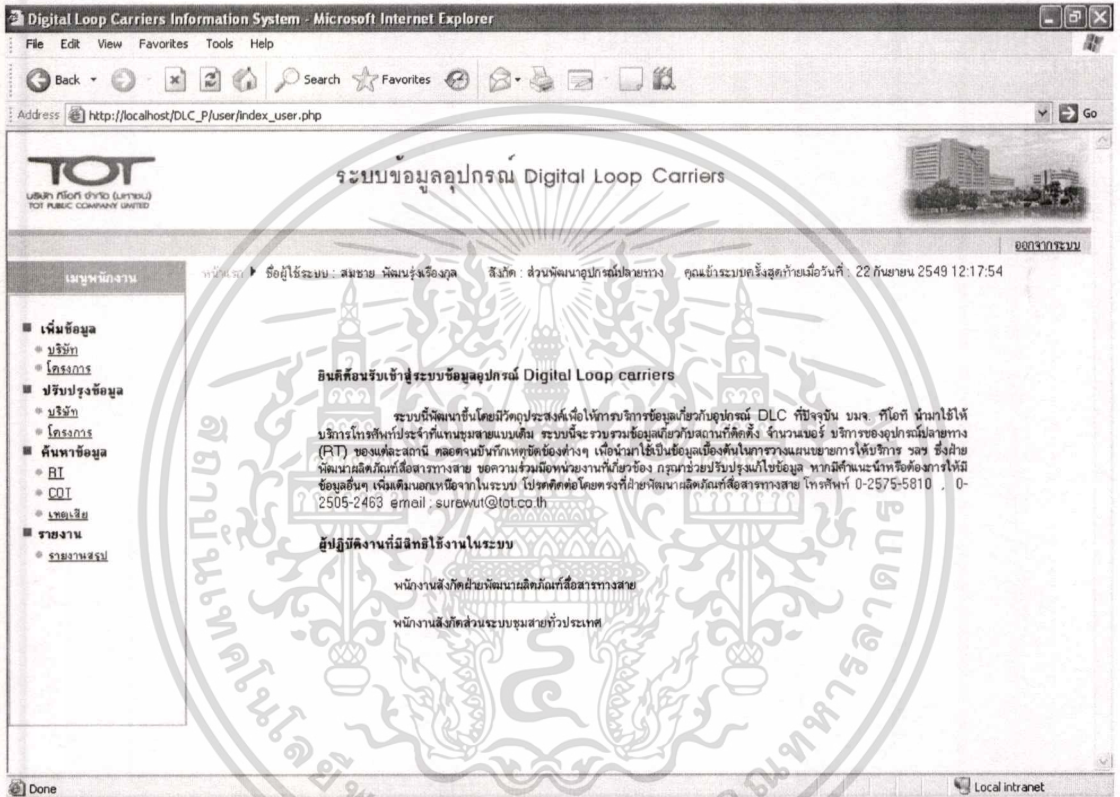 Digital Loop Carriers Information System - Microsoft Internet Explorer
File Edit View Favorites Tools Help
Back Search Favorites
Address http://localhost/DLC_P/user/index_user.php Go
TOT
บริษัท ทีโอที จำกัด (มหาชน)
TOT PUBLIC COMPANY LIMITED
ระบบข้อมูลอุปกรณ์ Digital Loop Carriers
ออกจากระบบ
เมนูพนักงาน
หน้าแรก ชื่อผู้ใช้ระบบ : สมชาย พัฒนรุ่งเรืองกุล สังกัด : ส่วนพัฒนาอุปกรณ์ปลายทาง คุณเข้าระบบครั้งสุดท้ายเมื่อวันที่ : 22 กันยายน 2549 12:17:54
เพิ่มข้อมูล
บริษัท
โครงการ
ปรับปรุงข้อมูล
บริษัท
โครงการ
ค้นหาข้อมูล
RT
COT
เหตุเสีย
รายงาน
รายงานสรุป
ยินดีต้อนรับเข้าสู่ระบบข้อมูลอุปกรณ์ Digital Loop carriers
ระบบนี้พัฒนาขึ้นโดยมีวัตถุประสงค์เพื่อให้การบริการข้อมูลเกี่ยวกับอุปกรณ์ DLC ที่ปัจจุบัน บมจ. ทีโอที นำมาใช้ให้
บริการโทรศัพท์ประจำที่แทนชุมสายแบบเดิม ระบบนี้จะรวบรวมข้อมูลเกี่ยวกับสถานที่ติดตั้ง จำนวนเบอร์ บริการของอุปกรณ์ปลายทาง
(RT) ของแต่ละสถานี ตลอดจนบันทึกเหตุขัดข้องต่างๆ เพื่อนำมาใช้เป็นข้อมูลเบื้องต้นในการวางแผนขยายการให้บริการ ฯลฯ ซึ่งฝ่าย
พัฒนาผลิตภัณฑ์สื่อสารทางสาย ขอความร่วมมือหน่วยงานที่เกี่ยวข้อง กรุณาช่วยปรับปรุงแก้ไขข้อมูล หากมีคำแนะนำหรือต้องการให้มี
ข้อมูลอื่นๆ เพิ่มเติมนอกเหนือจากในระบบ โปรดติดต่อโดยตรงที่ฝ่ายพัฒนาผลิตภัณฑ์สื่อสารทางสาย โทรศัพท์ 0-2575-5810 , 0-
2505-2463 email : surawut@tot.co.th
ผู้ปฏิบัติงานที่มีสิทธิใช้งานในระบบ
พนักงานสังกัดฝ่ายพัฒนาผลิตภัณฑ์สื่อสารทางสาย
พนักงานสังกัดส่วนระบบชุมสายทั่วประเทศ
Done Local intranet